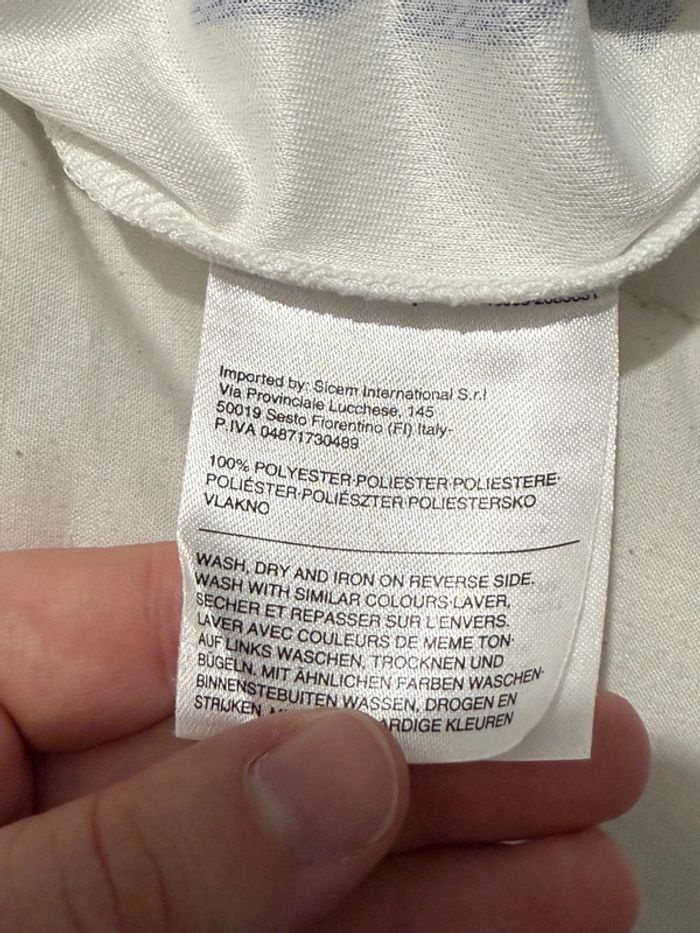 Imported by: Sicem International S.r.l
Via Provinciale Lucchese, 145
50019 Sesto Fiorentino (FI) Italy-
P.IVA 04871730489
100% POLYESTER·POLIESTER·POLIESTERE·
POLIÉSTER·POLIÉSZTER·POLIESTERSKO
VLAKNO
WASH, DRY AND IRON ON REVERSE SIDE.
WASH WITH SIMILAR COLOURS·LAVER,
SECHER ET REPASSER SUR L'ENVERS.
LAVER AVEC COULEURS DE MEME TON·
AUF LINKS WASCHEN, TROCKNEN UND
BÜGELN. MIT ÄHNLICHEN FARBEN WASCHEN·
BINNENSTEBUITEN WASSEN, DROGEN EN
STRIJKEN. KLEUREN